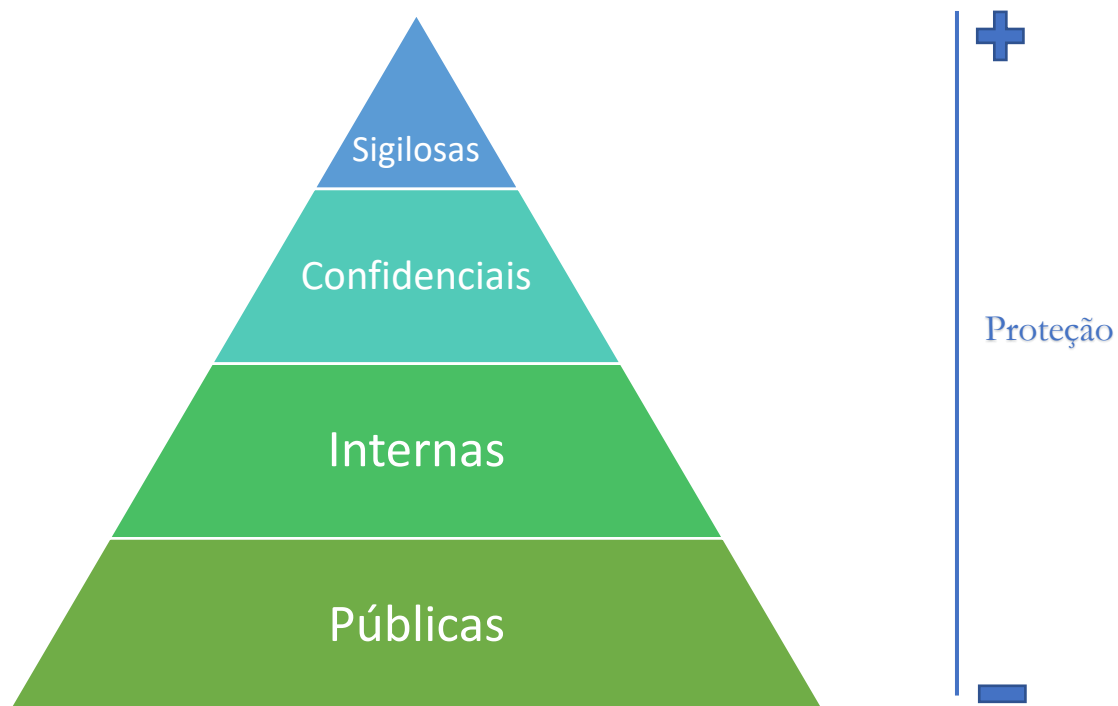 Sigilosas
Confidenciais
Proteção
Internas
Públicas